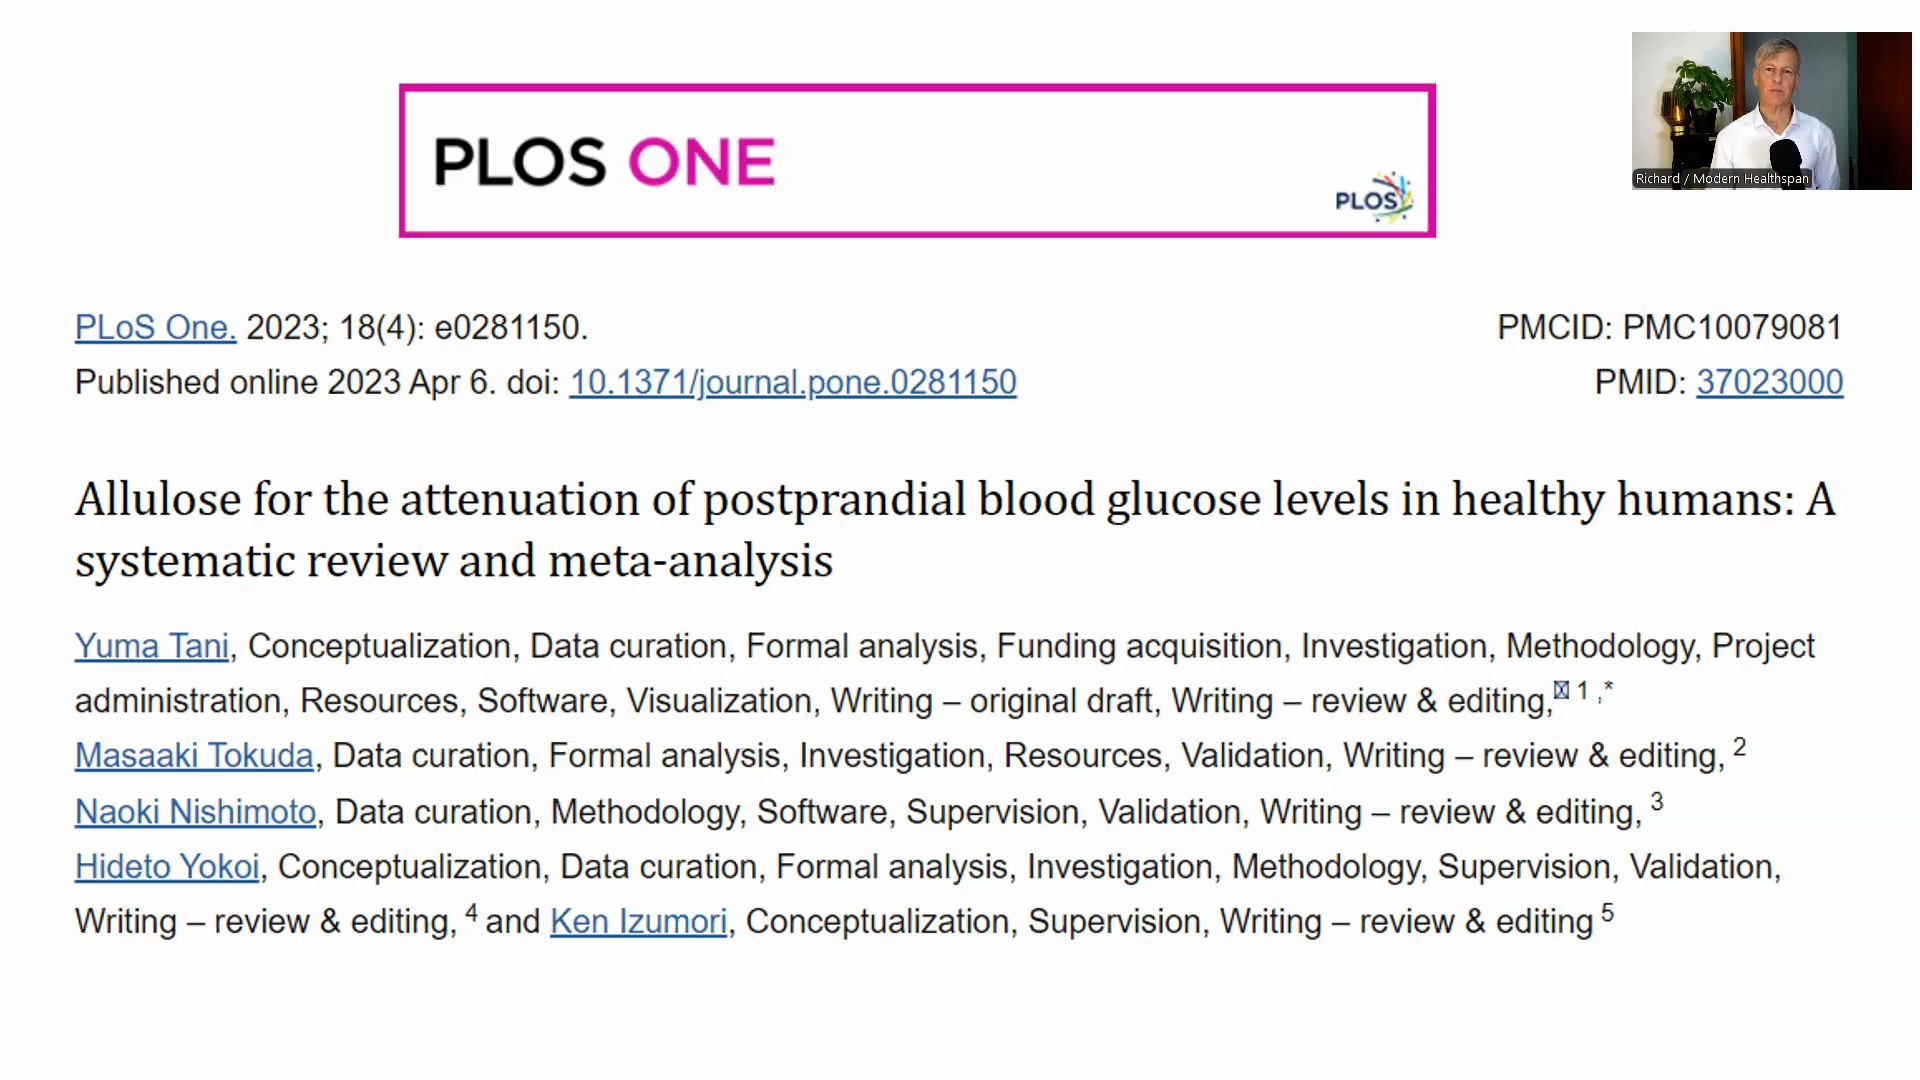 PLOS ONE
PLOS
Richard / Modern Healthspan
PLoS One. 2023; 18(4): e0281150.
PMCID: PMC10079081
Published online 2023 Apr 6. doi: 10.1371/journal.pone.0281150
PMID: 37023000
Allulose for the attenuation of postprandial blood glucose levels in healthy humans: A
systematic review and meta-analysis
Yuma Tani, Conceptualization, Data curation, Formal analysis, Funding acquisition, Investigation, Methodology, Project
administration, Resources, Software, Visualization, Writing – original draft, Writing – review & editing, 1 ,*
Masaaki Tokuda, Data curation, Formal analysis, Investigation, Resources, Validation, Writing – review & editing, 2
Naoki Nishimoto, Data curation, Methodology, Software, Supervision, Validation, Writing – review & editing, 3
Hideto Yokoi, Conceptualization, Data curation, Formal analysis, Investigation, Methodology, Supervision, Validation,
Writing – review & editing, 4 and Ken Izumori, Conceptualization, Supervision, Writing – review & editing 5